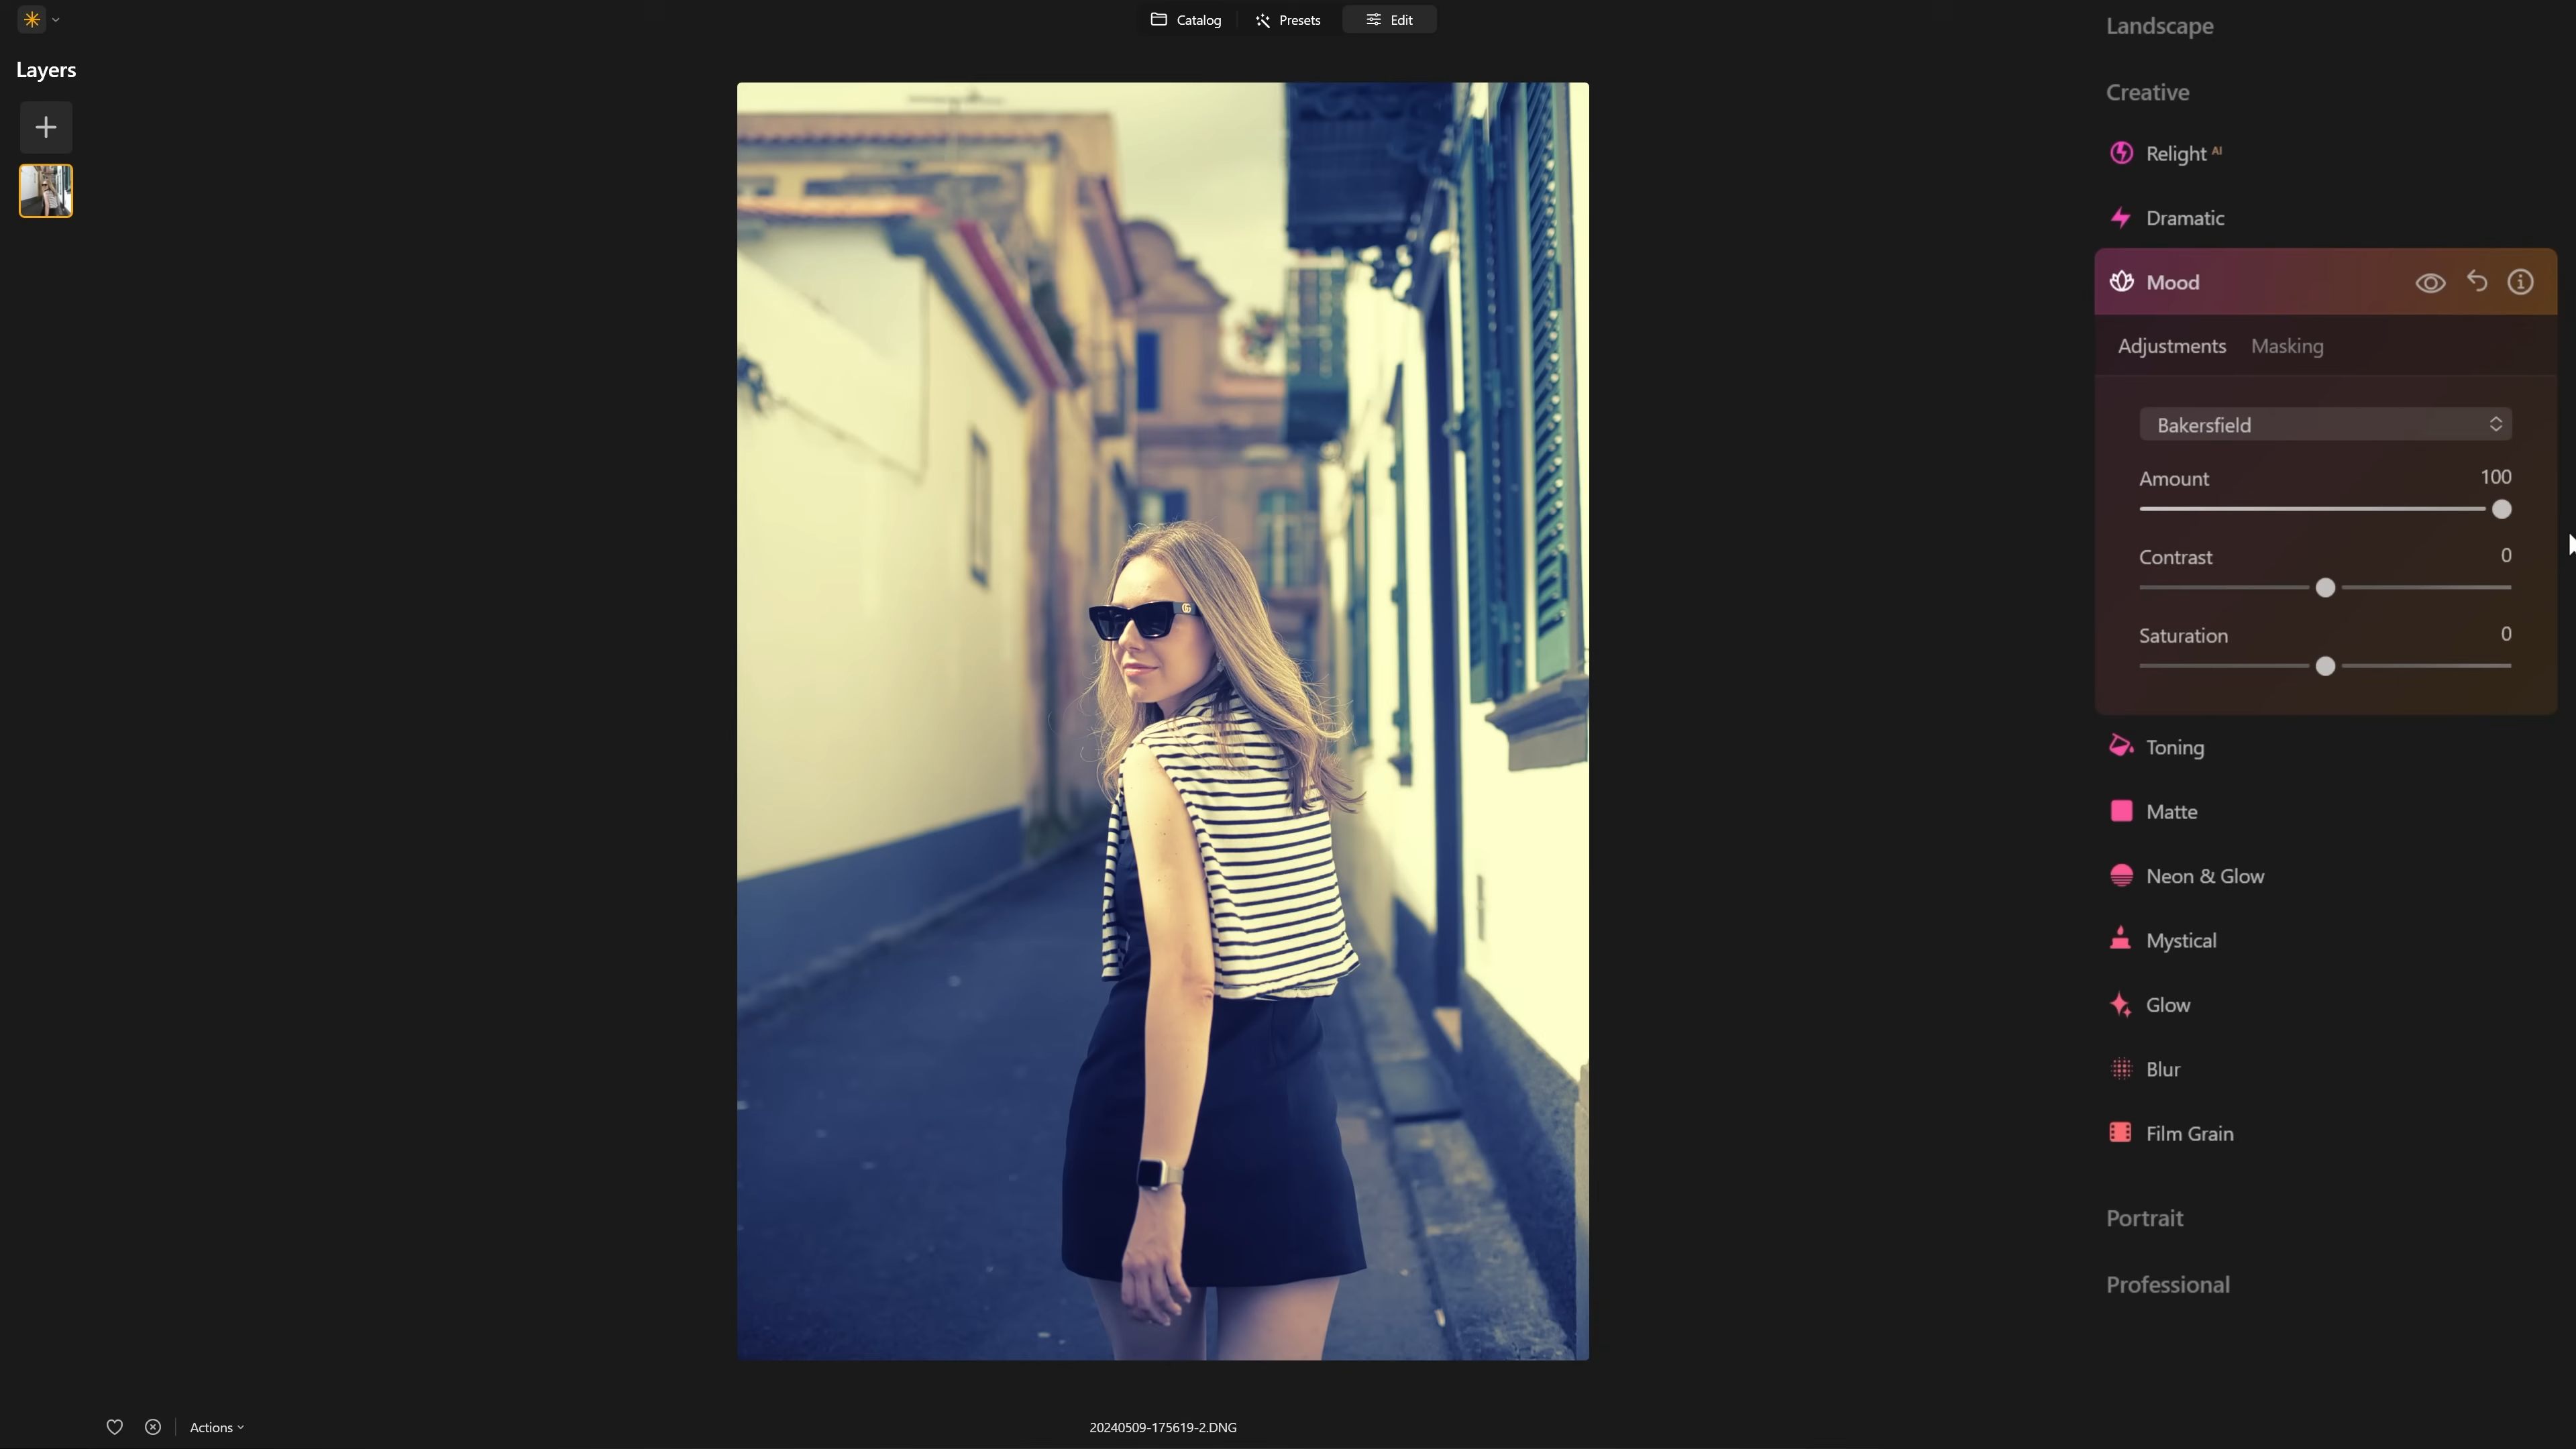 Catalog
Presets
Edit
Layers
Landscape
Creative
Relight AI
Dramatic
Mood
Adjustments Masking
Bakersfield
Amount 100
Contrast 0
Saturation 0
Toning
Matte
Neon & Glow
Mystical
Glow
Blur
Film Grain
Portrait
Professional
Actions
20240509-175619-2.DNG